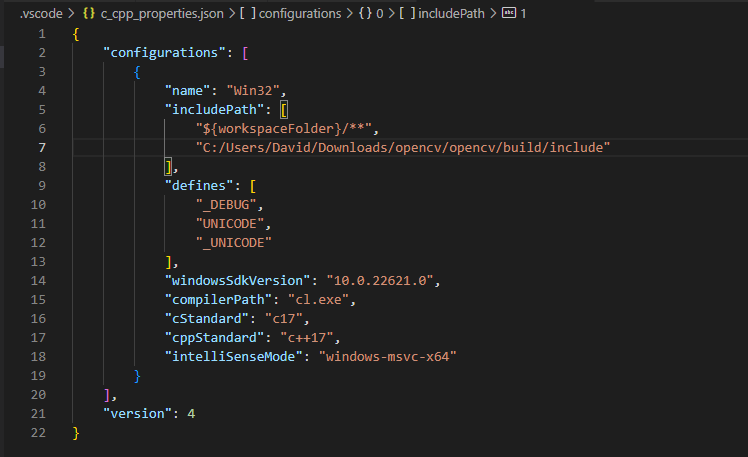 .vscode > {} c_cpp_properties.json > [ ] configurations > {} 0 > [ ] includePath > abc 1
1 {
2 "configurations": [
3 {
4 "name": "Win32",
5 "includePath": [
6 "${workspaceFolder}/**",
7 "C:/Users/David/Downloads/opencv/opencv/build/include"
8 ],
9 "defines": [
10 "_DEBUG",
11 "UNICODE",
12 "_UNICODE"
13 ],
14 "windowsSdkVersion": "10.0.22621.0",
15 "compilerPath": "cl.exe",
16 "cStandard": "c17",
17 "cppStandard": "c++17",
18 "intelliSenseMode": "windows-msvc-x64"
19 }
20 ],
21 "version": 4
22 }